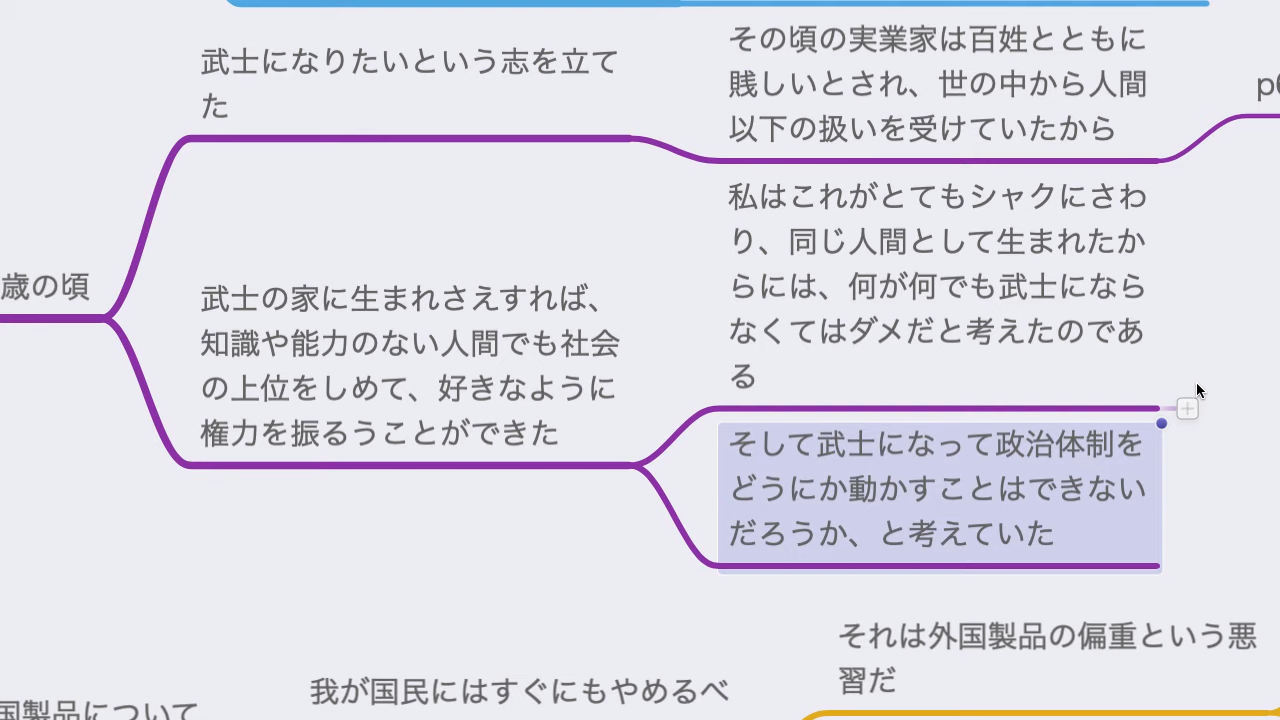 武士になりたいという志を立て
た
その頃の実業家は百姓とともに
賎しいとされ、世の中から人間
以下の扱いを受けていたから
歳の頃
武士の家に生まれさえすれば、
知識や能力のない人間でも社会
の上位をしめて、好きなように
権力を振るうことができた
私はこれがとてもシャクにさわ
り、同じ人間として生まれたか
らには、何が何でも武士になら
なくてはダメだと考えたのであ
る
そして武士になって政治体制を
どうにか動かすことはできない
だろうか、と考えていた
国製品について
我が国民にはすぐにもやめるべ
それは外国製品の偏重という悪
習だ